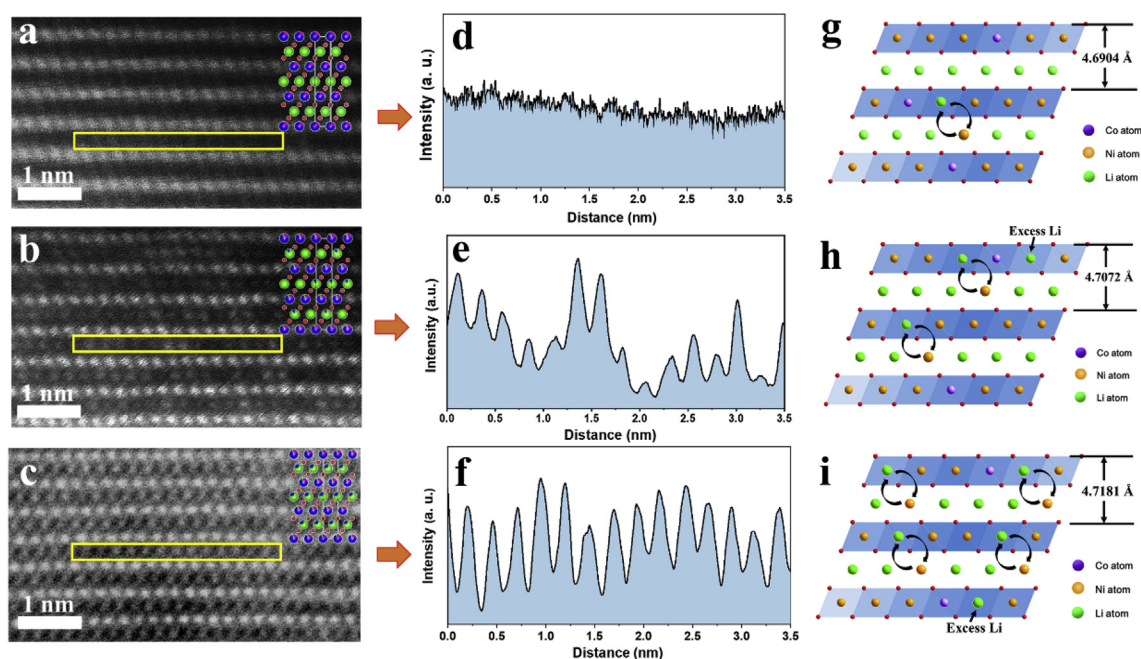 a
1 nm
d
Intensity (a. u.)
0.0 0.5 1.0 1.5 2.0 2.5 3.0 3.5
Distance (nm)
g
4.6904 Å
Co atom
Ni atom
Li atom
b
1 nm
e
Intensity (a.u.)
0.0 0.5 1.0 1.5 2.0 2.5 3.0 3.5
Distance (nm)
h
Excess Li
4.7072 Å
Co atom
Ni atom
Li atom
c
1 nm
f
Intensity (a. u.)
0.0 0.5 1.0 1.5 2.0 2.5 3.0 3.5
Distance (nm)
i
4.7181 Å
Co atom
Ni atom
Li atom
Excess Li